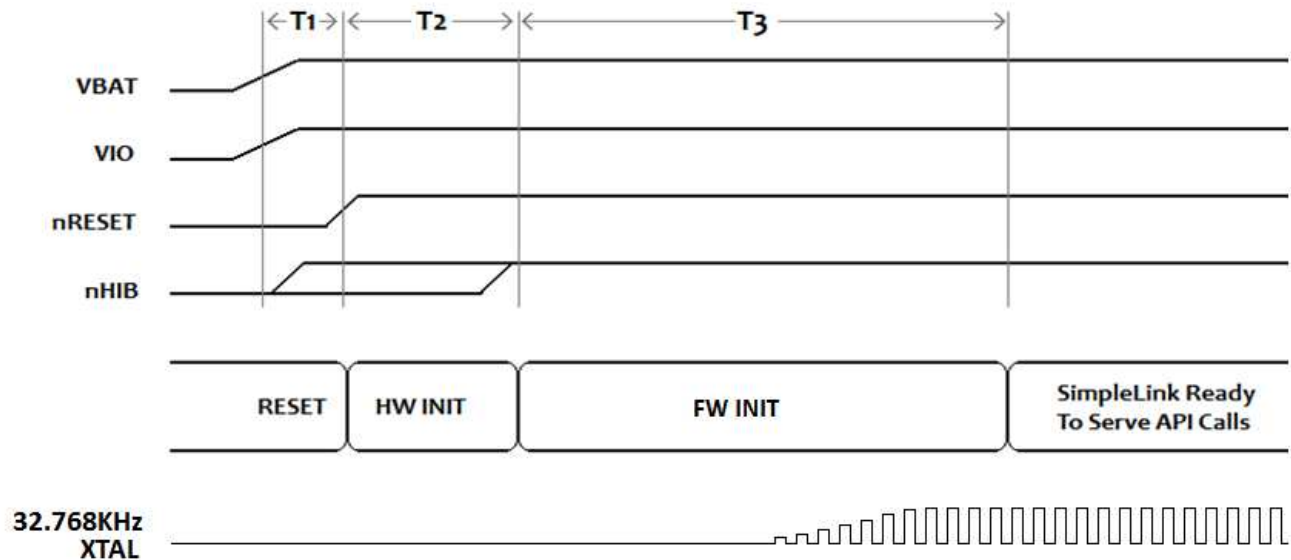 T1
T2
T3
VBAT
VIO
nRESET
nHIB
RESET
HW INIT
FW INIT
SimpleLink Ready
To Serve API Calls
32.768KHz
XTAL